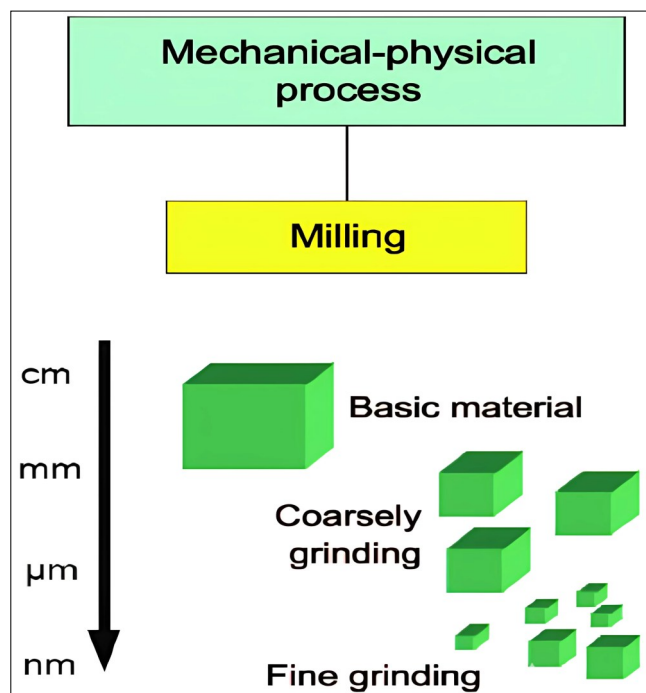 Mechanical-physical
process
Milling
cm
Basic material
mm
Coarsely
grinding
µm
nm
Fine grinding